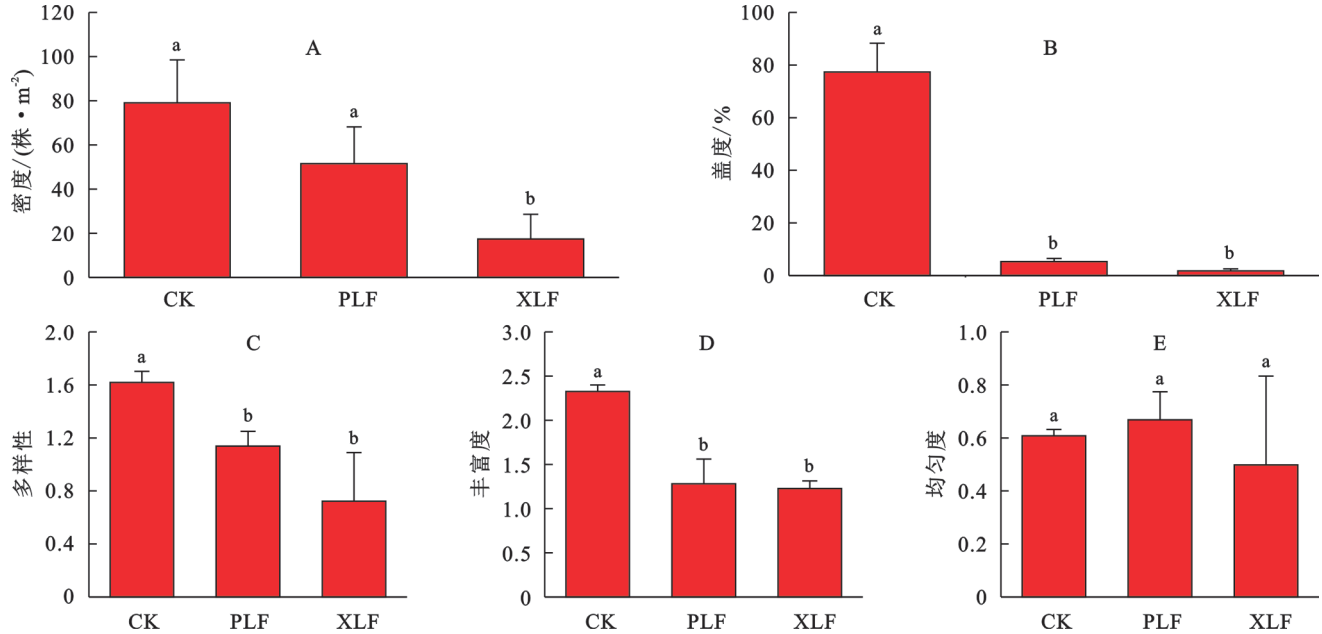 A
密度/(株·m⁻²)
120
100
80
60
40
20
0
a
a
b
CK
PLF
XLF
B
盖度/%
100
80
60
40
20
0
a
b
b
CK
PLF
XLF
C
多样性
2.0
1.6
1.2
0.8
0.4
0
a
b
b
CK
PLF
XLF
D
丰富度
3.0
2.5
2.0
1.5
1.0
0.5
0
a
b
b
CK
PLF
XLF
E
均匀度
1.0
0.8
0.6
0.4
0.2
0
a
a
a
CK
PLF
XLF